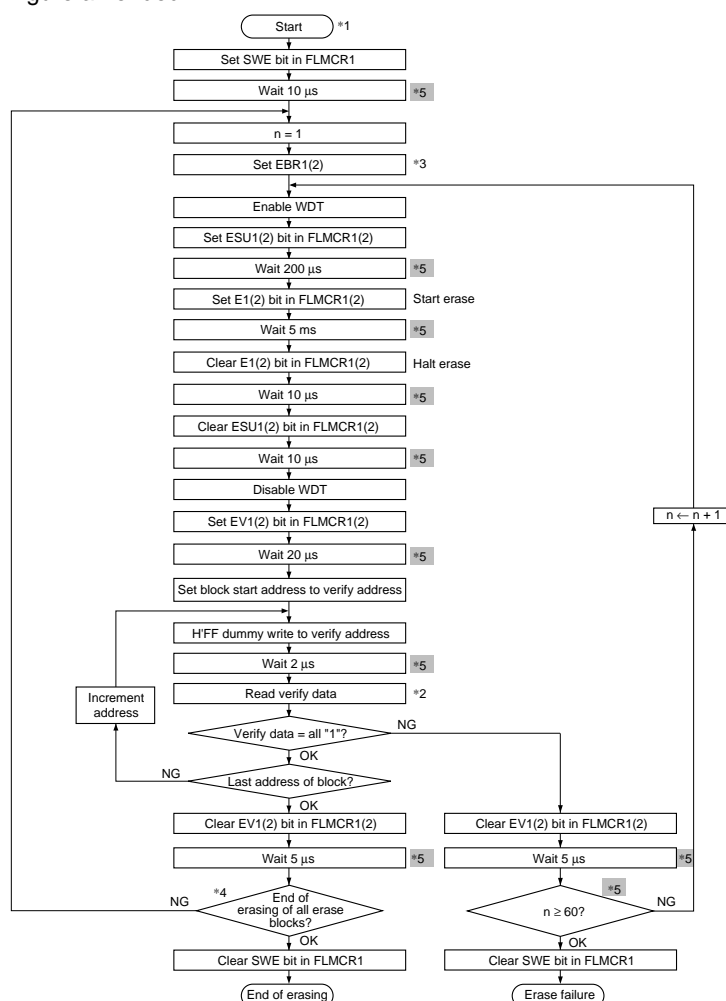 Start *1
Set SWE bit in FLMCR1
Wait 10 µs *5
n = 1
Set EBR1(2) *3
Enable WDT
Set ESU1(2) bit in FLMCR1(2)
Wait 200 µs *5
Set E1(2) bit in FLMCR1(2) Start erase
Wait 5 ms *5
Clear E1(2) bit in FLMCR1(2) Halt erase
Wait 10 µs *5
Clear ESU1(2) bit in FLMCR1(2)
Wait 10 µs *5
Disable WDT
Set EV1(2) bit in FLMCR1(2)
n ← n + 1
Wait 20 µs *5
Set block start address to verify address
H'FF dummy write to verify address
Wait 2 µs *5
Read verify data *2
Increment
address
Verify data = all "1"? NG
OK
NG Last address of block?
OK
Clear EV1(2) bit in FLMCR1(2)
Wait 5 µs *5
*4
NG
End of
erasing of all erase
blocks?
OK
Clear SWE bit in FLMCR1
End of erasing
Clear EV1(2) bit in FLMCR1(2)
Wait 5 µs *5
*5
n ≥ 60? NG
OK
Clear SWE bit in FLMCR1
Erase failure